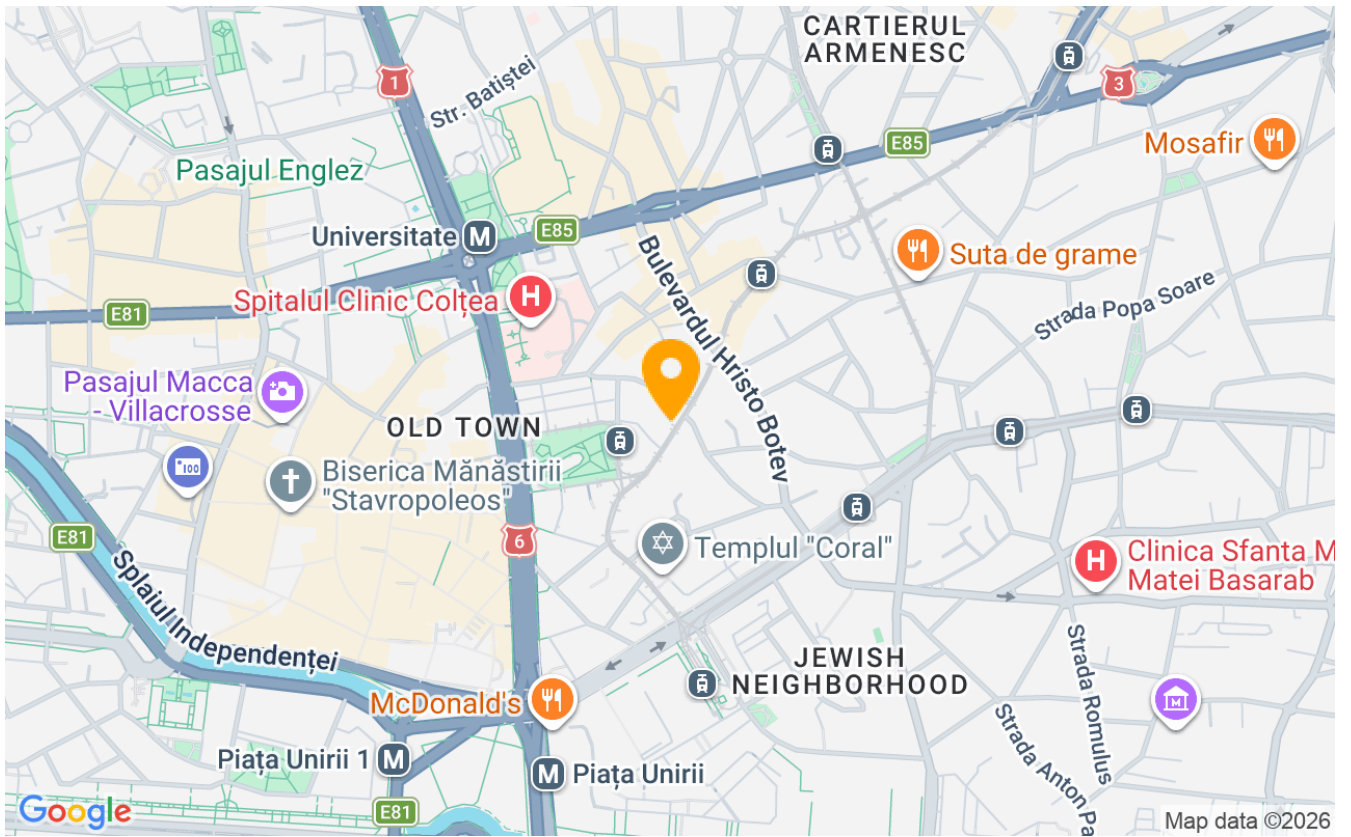 CARTIERUL
ARMENESC
1
Str. Batiștei
3
E85
Mosafir
Pasajul Englez
Universitate M
E85
Bulevardul Hristo Botev
Suta de grame
Spitalul Clinic Colțea H
Strada Popa Soare
E81
Pasajul Macca
- Villacrosse
OLD TOWN
100
Biserica Mănăstirii
"Stavropoleos"
E81
6
Templul "Coral"
H Clinica Sfanta M
Matei Basarab
Splaiul Independenței
JEWISH
NEIGHBORHOOD
McDonald's
Strada Romulus
M
Strada Anton Pa
Piața Unirii 1 M
M Piața Unirii
E81
Google
Map data ©2026